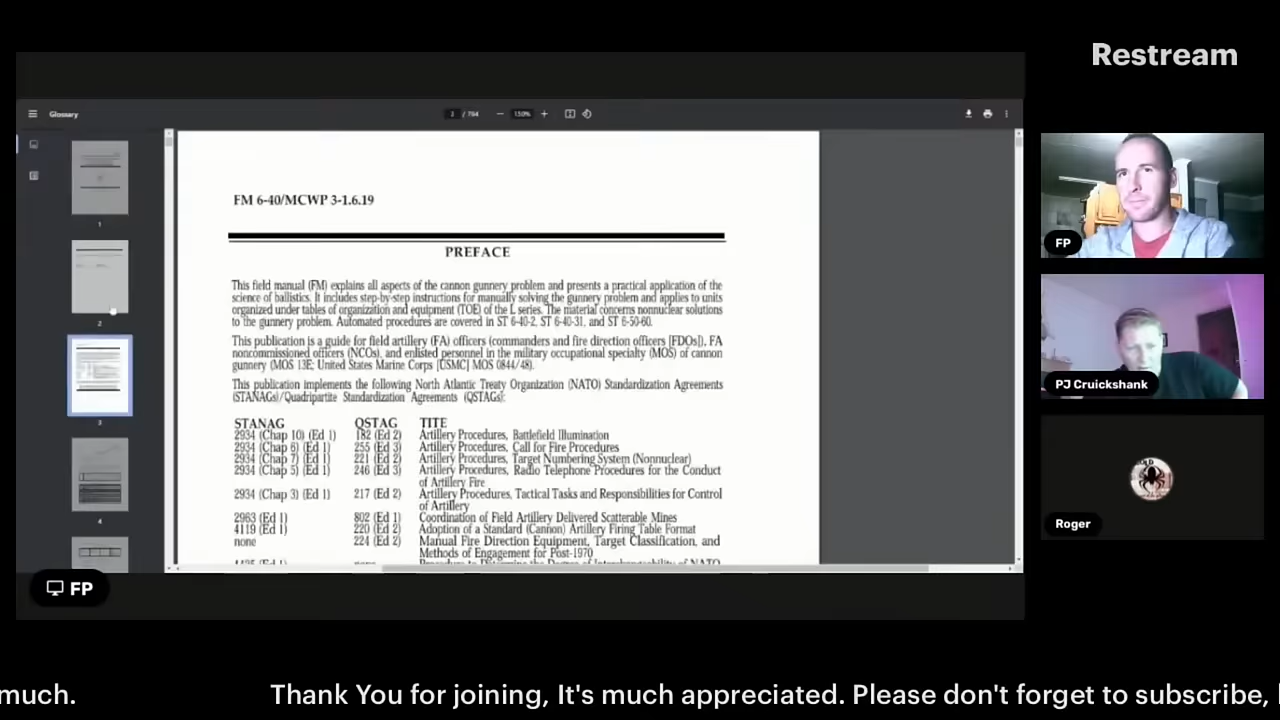 Restream
Glossary
/ 794
150%
FM 6-40/MCWP 3-1.6.19
PREFACE
This field manual (FM) explains all aspects of the cannon gunnery problem and presents a practical application of the
science of ballistics. It includes step-by-step instructions for manually solving the gunnery problem and applies to units
organized under tables of organization and equipment (TOE) of the L series. The material concerns nonnuclear solutions
to the gunnery problem. Automated procedures are covered in ST 6-40-2, ST 6-40-31, and ST 6-50-60.
This publication is a guide for field artillery (FA) officers (commanders and fire direction officers [FDOs]), FA
noncommissioned officers (NCOs), and enlisted personnel in the military occupational specialty (MOS) of cannon
gunnery (MOS 13E; United States Marine Corps [USMC] MOS 0844/48).
This publication implements the following North Atlantic Treaty Organization (NATO) Standardization Agreements
(STANAGs)/Quadripartite Standardization Agreements (QSTAGs):
STANAG QSTAG TITE
2934 (Chap 10) (Ed 1) 182 (Ed 2) Artillery Procedures, Battlefield Illumination
2934 (Chap 6) (Ed 1) 255 (Ed 3) Artillery Procedures, Call for Fire Procedures
2934 (Chap 7) (Ed 1) 221 (Ed 2) Artillery Procedures, Target Numbering System (Nonnuclear)
2934 (Chap 5) (Ed 1) 246 (Ed 3) Artillery Procedures, Radio Telephone Procedures for the Conduct
of Artillery Fire
2934 (Chap 3) (Ed 1) 217 (Ed 2) Artillery Procedures, Tactical Tasks and Responsibilities for Control
of Artillery
2963 (Ed 1) 802 (Ed 1) Coordination of Field Artillery Delivered Scatterable Mines
4119 (Ed 1) 220 (Ed 2) Adoption of a Standard (Cannon) Artillery Firing Table Format
none 224 (Ed 2) Manual Fire Direction Equipment, Target Classification, and
Methods of Engagement for Post-1970
1
2
3
4
FP
PJ Cruickshank
Roger
FP
much. Thank You for joining, It's much appreciated. Please don't forget to subscribe,